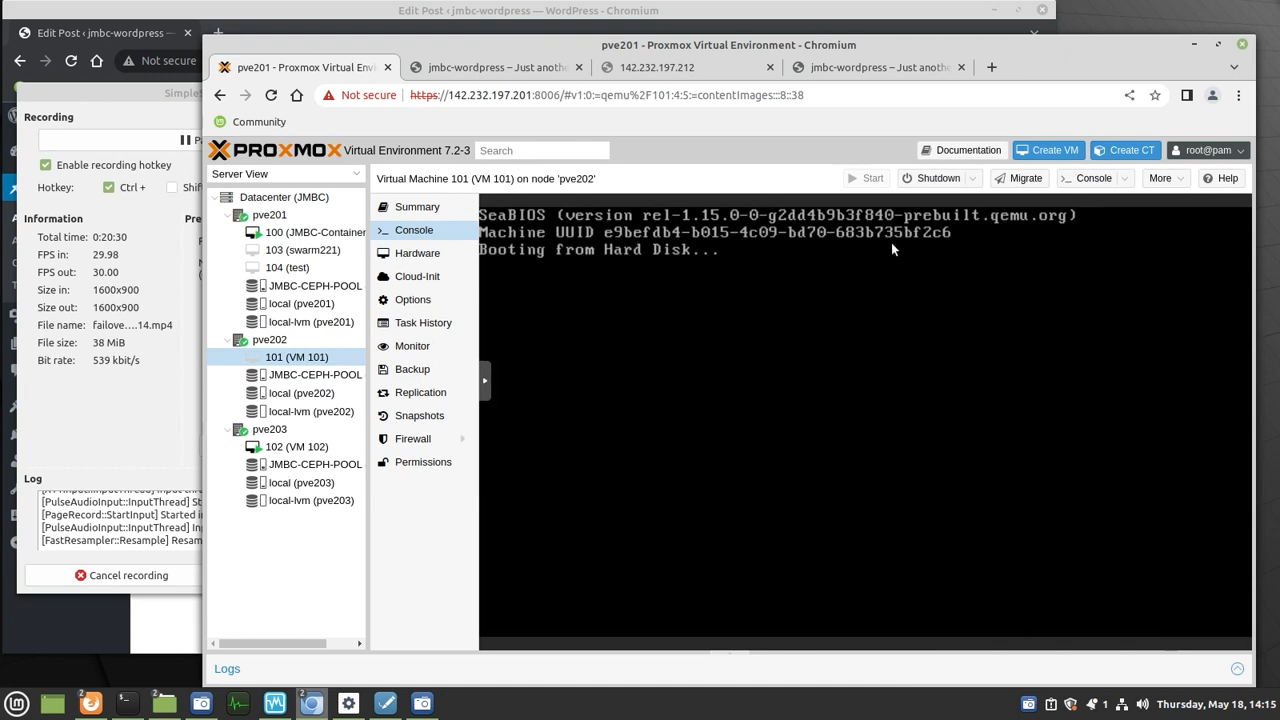 Edit Post ‹ jmbc-wordpress — WordPress - Chromium
Edit Post ‹ jmbc-wordpress —
Not secure
pve201 - Proxmox Virtual Environment - Chromium
pve201 - Proxmox Virtual Envi
jmbc-wordpress – Just anothe
142.232.197.212
jmbc-wordpress – Just anothe
Not secure
https://142.232.197.201:8006/#v1:0:=qemu%2F101:4:5:=contentImages:::8::38
Community
PROXMOX
Virtual Environment 7.2-3
Search
Documentation
Create VM
Create CT
root@pam
Server View
Virtual Machine 101 (VM 101) on node 'pve202'
Start
Shutdown
Migrate
Console
More
Help
Datacenter (JMBC)
pve201
100 (JMBC-Container
103 (swarm221)
104 (test)
JMBC-CEPH-POOL
local (pve201)
local-lvm (pve201)
pve202
101 (VM 101)
JMBC-CEPH-POOL
local (pve202)
local-lvm (pve202)
pve203
102 (VM 102)
JMBC-CEPH-POOL
local (pve203)
local-lvm (pve203)
Summary
Console
Hardware
Cloud-Init
Options
Task History
Monitor
Backup
Replication
Snapshots
Firewall
Permissions
SeaBIOS (version rel-1.15.0-0-g2dd4b9b3f840-prebuilt.qemu.org)
Machine UUID e9befdb4-b015-4c09-bd70-683b735bf2c6
Booting from Hard Disk...
Logs
SimpleS
Recording
Pa
Enable recording hotkey
Hotkey:
Ctrl +
Shif
Information
Pre
Total time: 0:27:30
FPS in: 29.98
FPS out: 30.00
Size in: 1600x900
Size out: 1600x900
File name: failove....14.mp4
File size: 38 MiB
Bit rate: 539 kbit/s
Log
[PulseAudioInput::InputThread] St
[PageRecord::StartInput] Started in
[PulseAudioInput::InputThread] Inp
[FastResampler::Resample] Resam
Cancel recording
Thursday, May 18, 14:15